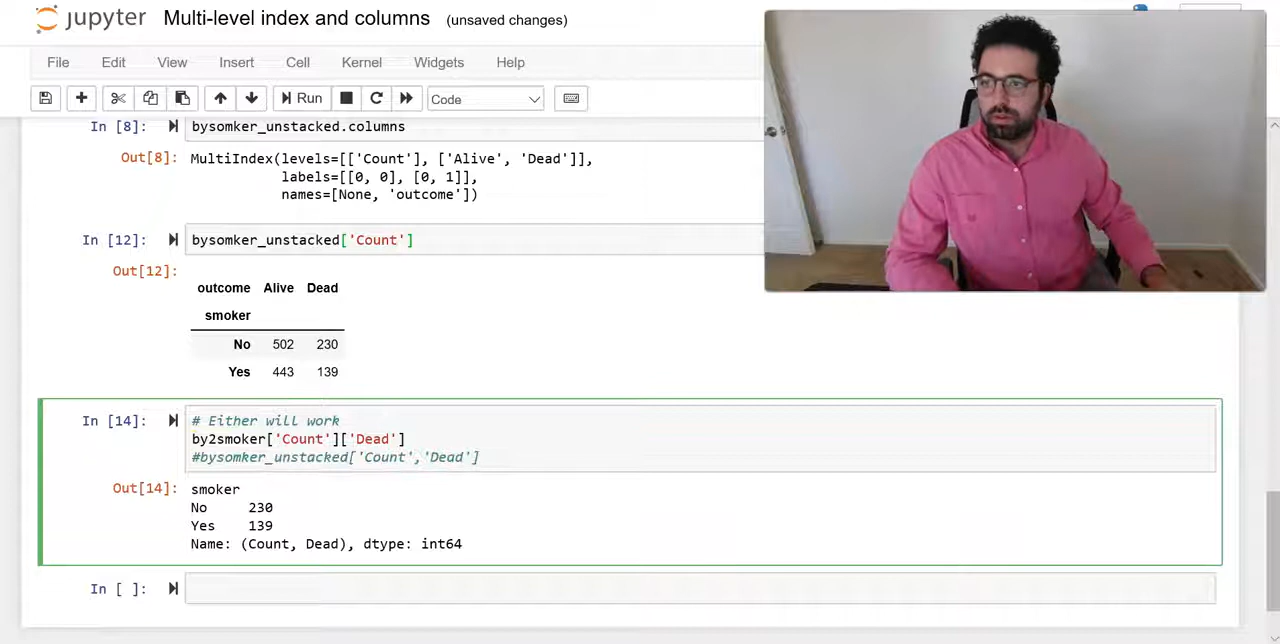 jupyter Multi-level index and columns (unsaved changes)
File Edit View Insert Cell Kernel Widgets Help
Run Code
In [8]: bysomker_unstacked.columns
Out[8]: MultiIndex(levels=[['Count'], ['Alive', 'Dead']],
labels=[[0, 0], [0, 1]],
names=[None, 'outcome'])
In [12]: bysomker_unstacked['Count']
Out[12]:
outcome Alive Dead
smoker
No 502 230
Yes 443 139
In [14]: # Either will work
by2smoker['Count']['Dead']
#bysomker_unstacked['Count','Dead']
Out[14]: smoker
No 230
Yes 139
Name: (Count, Dead), dtype: int64
In [ ]: